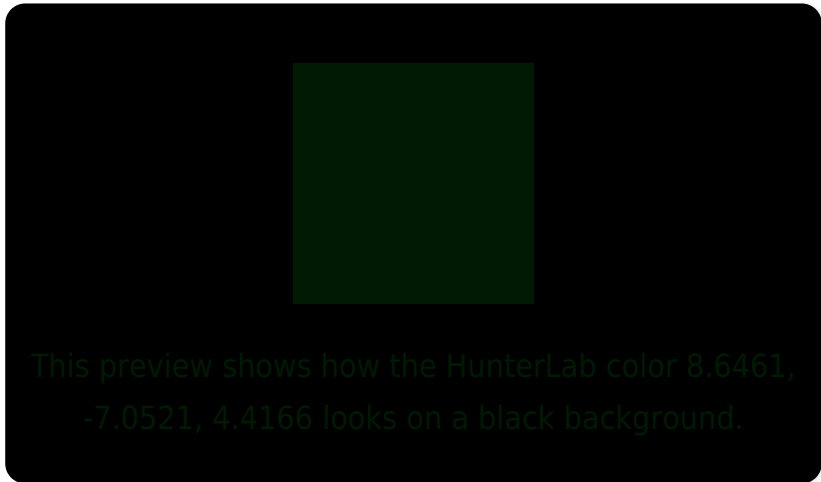 This preview shows how the HunterLab color 8.6461,
-7.0521, 4.4166 looks on a black background.